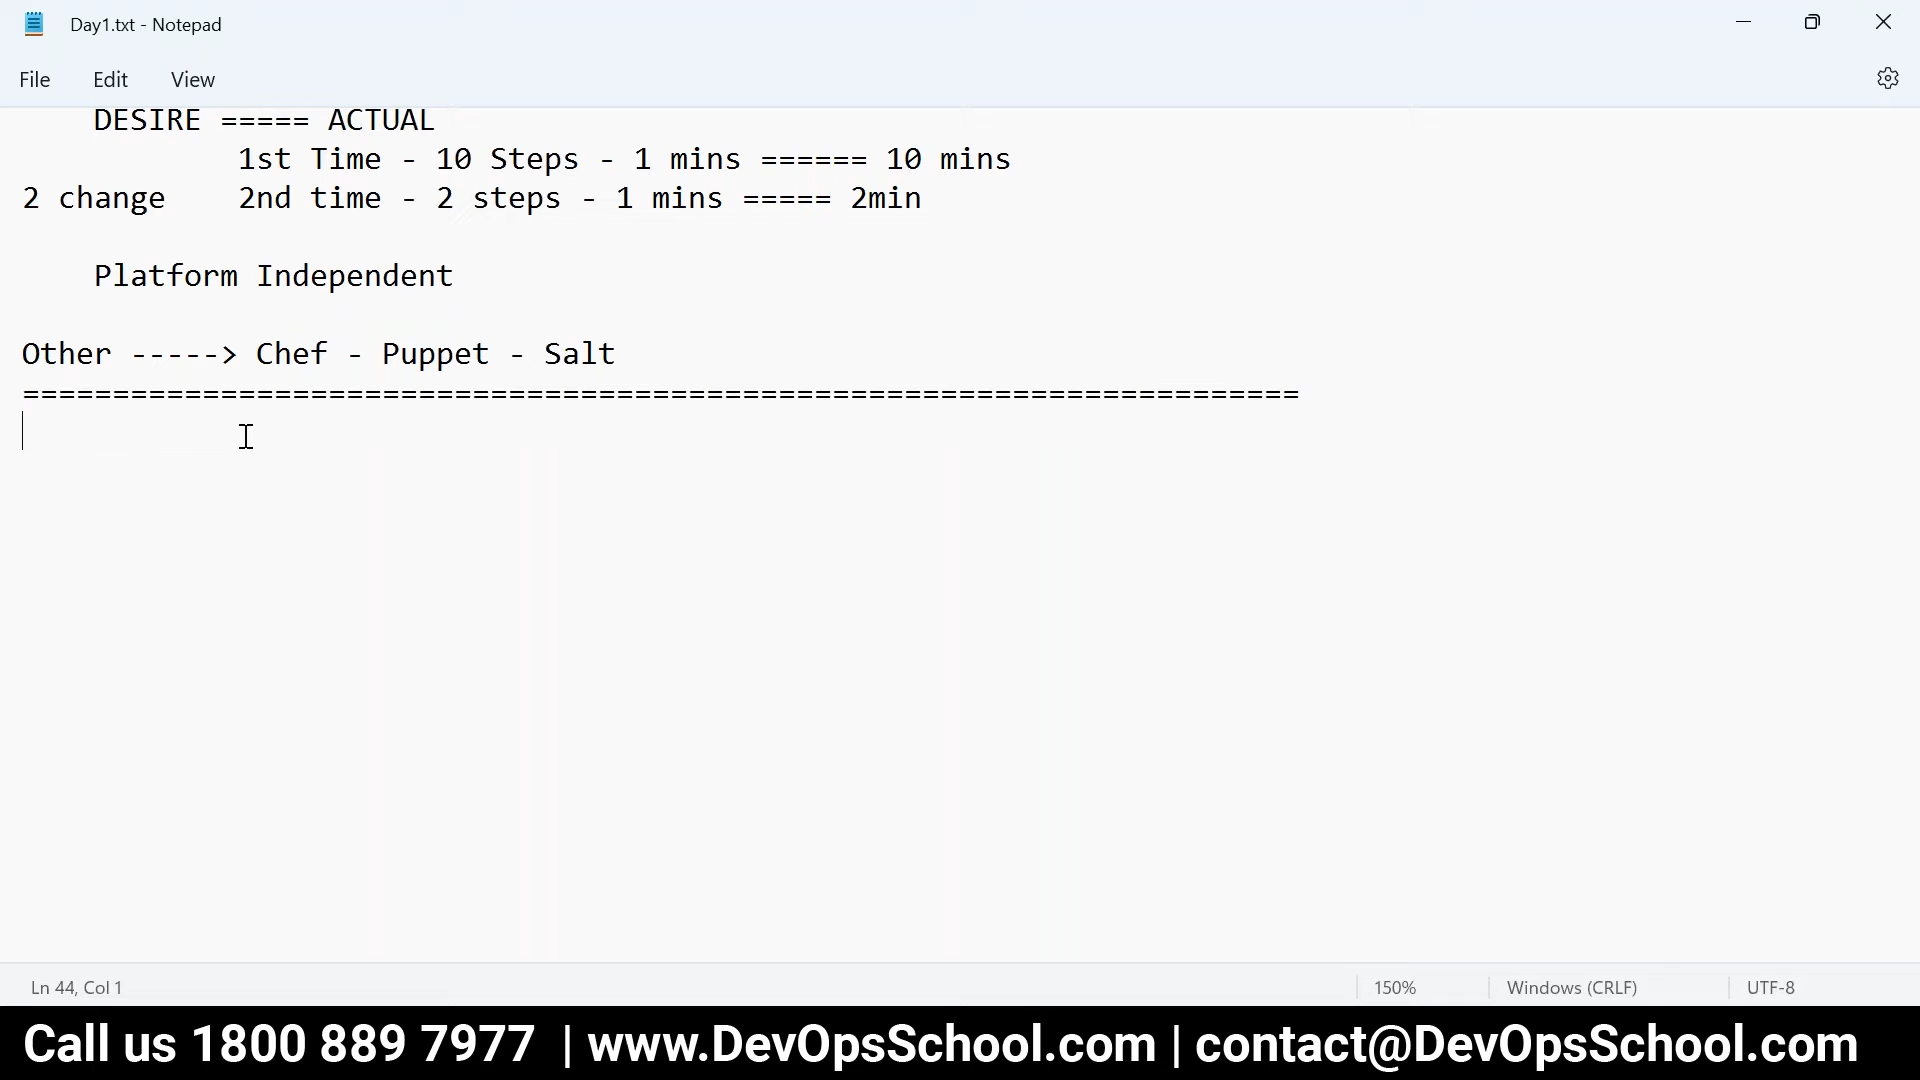 Day1.txt - Notepad
File Edit View
DESIRE ===== ACTUAL
1st Time - 10 Steps - 1 mins ====== 10 mins
2 change 2nd time - 2 steps - 1 mins ===== 2min
Platform Independent
Other -----> Chef - Puppet - Salt
=======================================================================
Ln 44, Col 1 150% Windows (CRLF) UTF-8
Call us 1800 889 7977 | www.DevOpsSchool.com | contact@DevOpsSchool.com